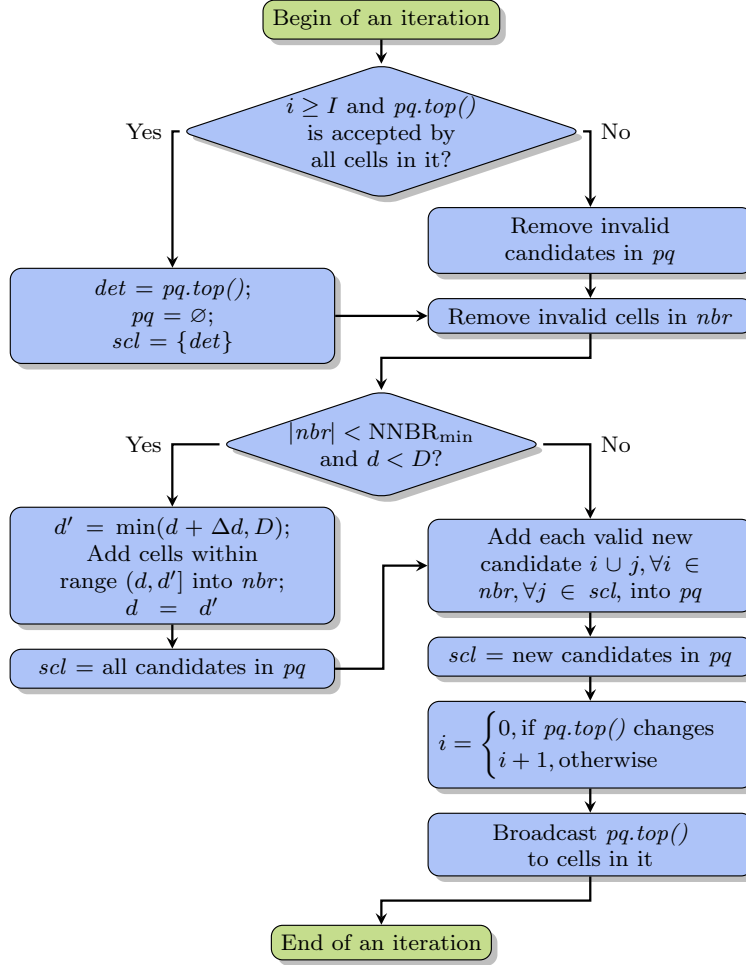 Begin of an iteration
i ≥ I and pq.top()
is accepted by
all cells in it?
Yes
No
Remove invalid
candidates in pq
det = pq.top();
pq = ∅;
scl = {det}
Remove invalid cells in nbr
|nbr| < NNBR_min
and d < D?
Yes
No
d′ = min(d + Δd, D);
Add cells within
range (d, d′] into nbr;
d = d′
Add each valid new
candidate i ∪ j, ∀i ∈
nbr, ∀j ∈ scl, into pq
scl = all candidates in pq
scl = new candidates in pq
i = {0, if pq.top() changes
i + 1, otherwise
Broadcast pq.top()
to cells in it
End of an iteration